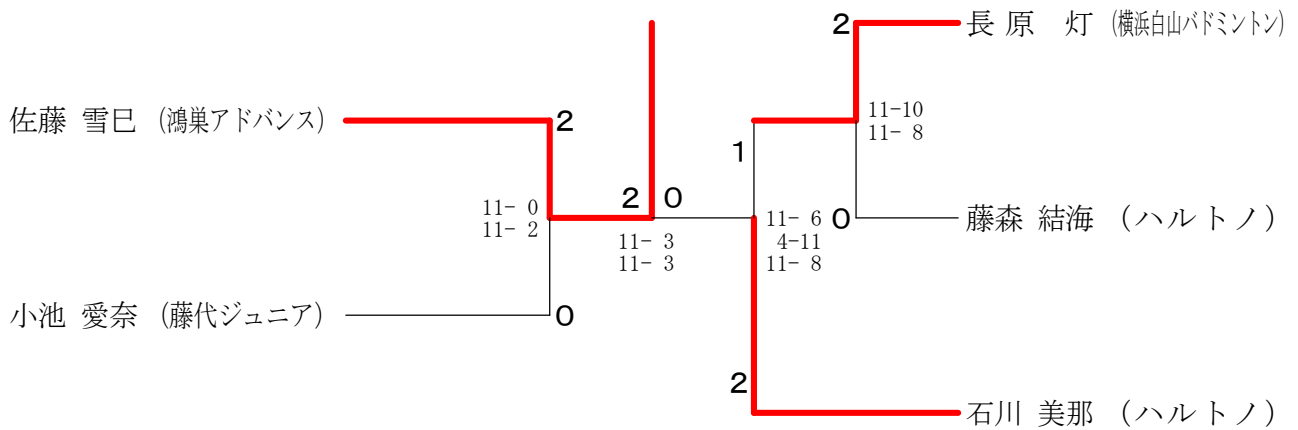 2 長原 灯 (横浜白山バドミントン)
佐藤 雪巳 (鴻巣アドバンス) 2
11-10
11- 8
1
2 0
11- 0
11- 2
11- 3
11- 3
11- 6
4-11
11- 8
0 藤森 結海 (ハルトノ)
小池 愛奈 (藤代ジュニア) 0
2 石川 美那 (ハルトノ)